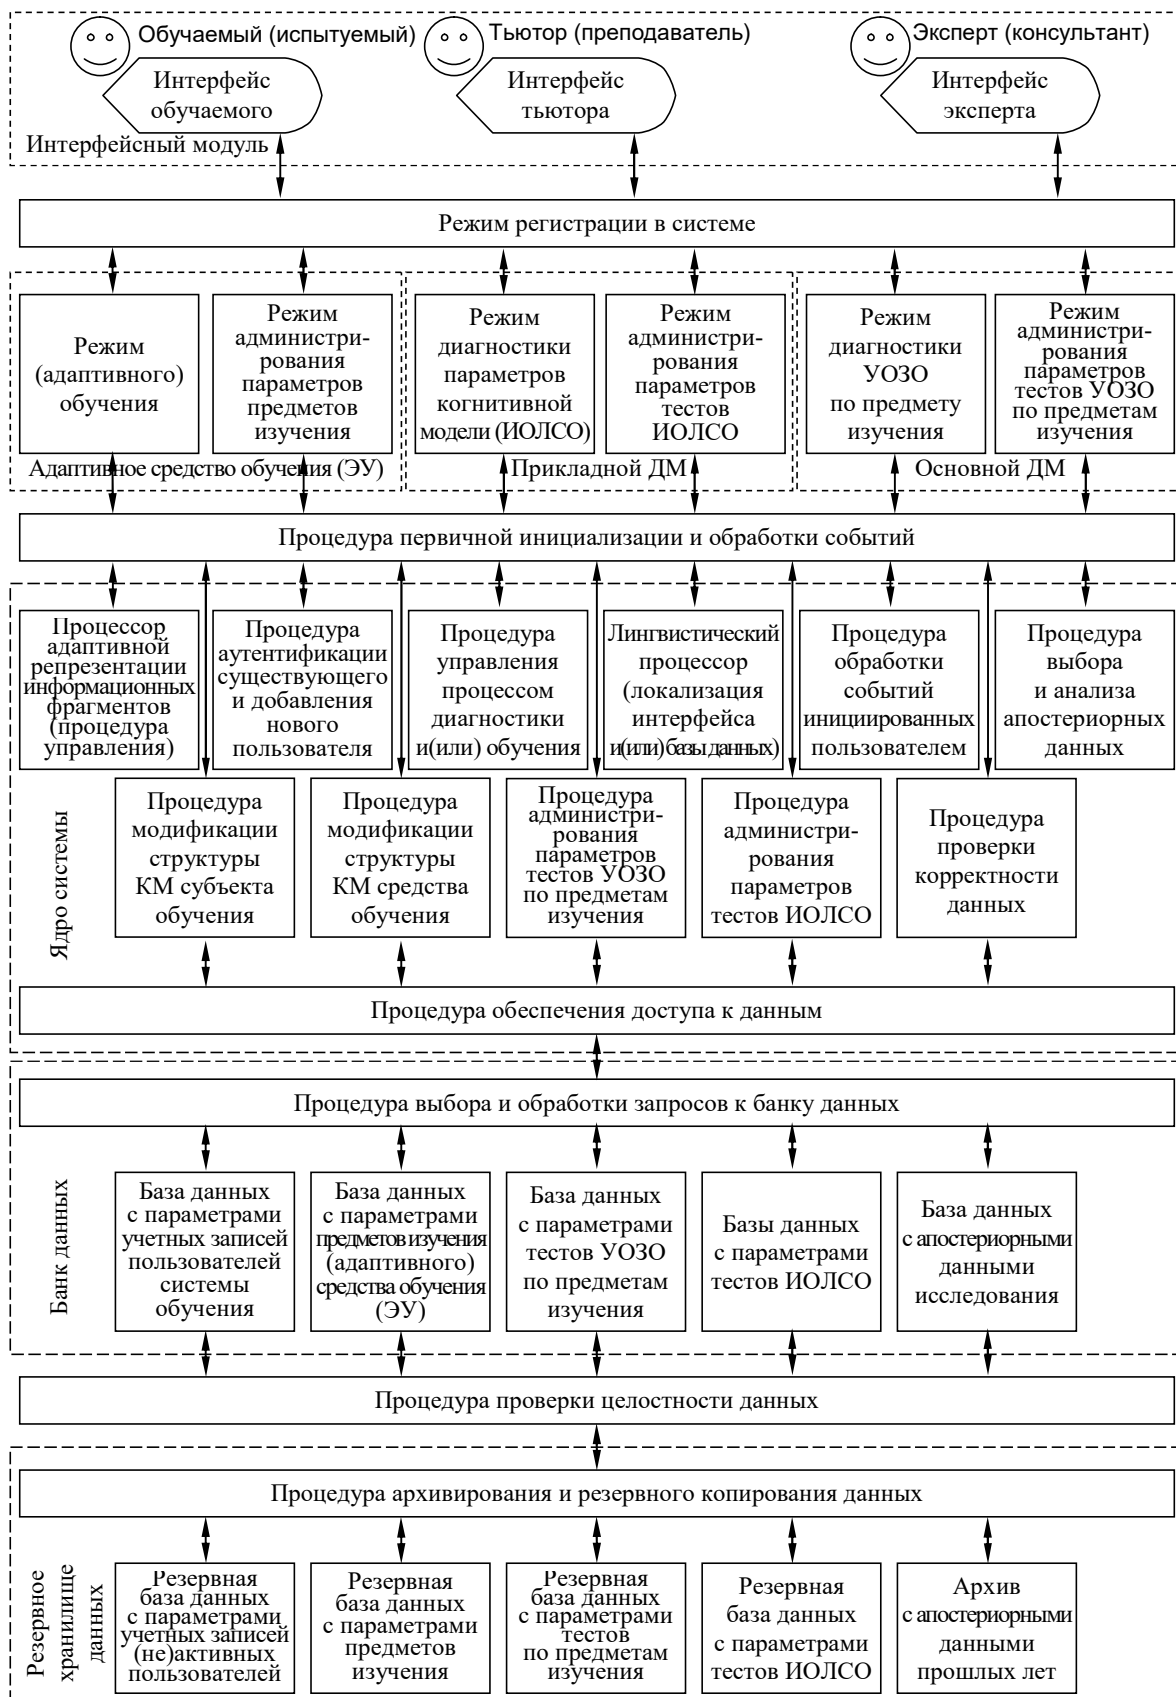 Обучаемый (испытуемый)
Тьютор (преподаватель)
Эксперт (консультант)
Интерфейс
обучаемого
Интерфейс
тьютора
Интерфейс
эксперта
Интерфейсный модуль
Режим регистрации в системе
Режим
(адаптивного)
обучения
Режим
администри-
рования
параметров
предметов
изучения
Режим
диагностики
параметров
когнитивной
модели (ИОЛСО)
Режим
администри-
рования
параметров
тестов
ИОЛСО
Режим
диагностики
УОЗО
по предмету
изучения
Режим
администри-
рования
параметров
тестов УОЗО
по предметам
изучения
Адаптивное средство обучения (ЭУ)
Прикладной ДМ
Основной ДМ
Процедура первичной инициализации и обработки событий
Процессор
адаптивной
репрезентации
информационных
фрагментов
(процедура
управления)
Процедура
аутентификации
существующего
и добавления
нового
пользователя
Процедура
управления
процессом
диагностики
и(или) обучения
Лингвистический
процессор
(локализация
интерфейса
и(или) базы данных)
Процедура
обработки
событий
инициированных
пользователем
Процедура
выбора
и анализа
апостериорных
данных
Ядро системы
Процедура
модификации
структуры
КМ субъекта
обучения
Процедура
модификации
структуры
КМ средства
обучения
Процедура
администри-
рования
параметров
тестов УОЗО
по предметам
изучения
Процедура
администри-
рования
параметров
тестов ИОЛСО
Процедура
проверки
корректности
данных
Процедура обеспечения доступа к данным
Процедура выбора и обработки запросов к банку данных
Банк данных
База данных
с параметрами
учетных записей
пользователей
системы
обучения
База данных
с параметрами
предметов изучения
(адаптивного)
средства обучения
(ЭУ)
База данных
с параметрами
тестов УОЗО
по предметам
изучения
Базы данных
с параметрами
тестов ИОЛСО
База данных
с апостериорными
данными
исследования
Процедура проверки целостности данных
Процедура архивирования и резервного копирования данных
Резервное
хранилище
данных
Резервная
база данных
с параметрами
учетных записей
(не)активных
пользователей
Резервная
база данных
с параметрами
предметов
изучения
Резервная
база данных
с параметрами
тестов
по предметам
изучения
Резервная
база данных
с параметрами
тестов ИОЛСО
Архив
с апостериорными
данными
прошлых лет